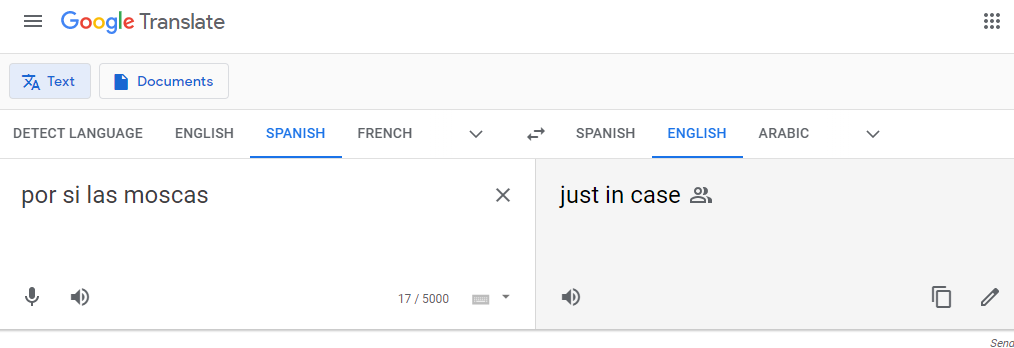 Google Translate
Text Documents
DETECT LANGUAGE ENGLISH SPANISH FRENCH SPANISH ENGLISH ARABIC
por si las moscas just in case
17 / 5000
Send